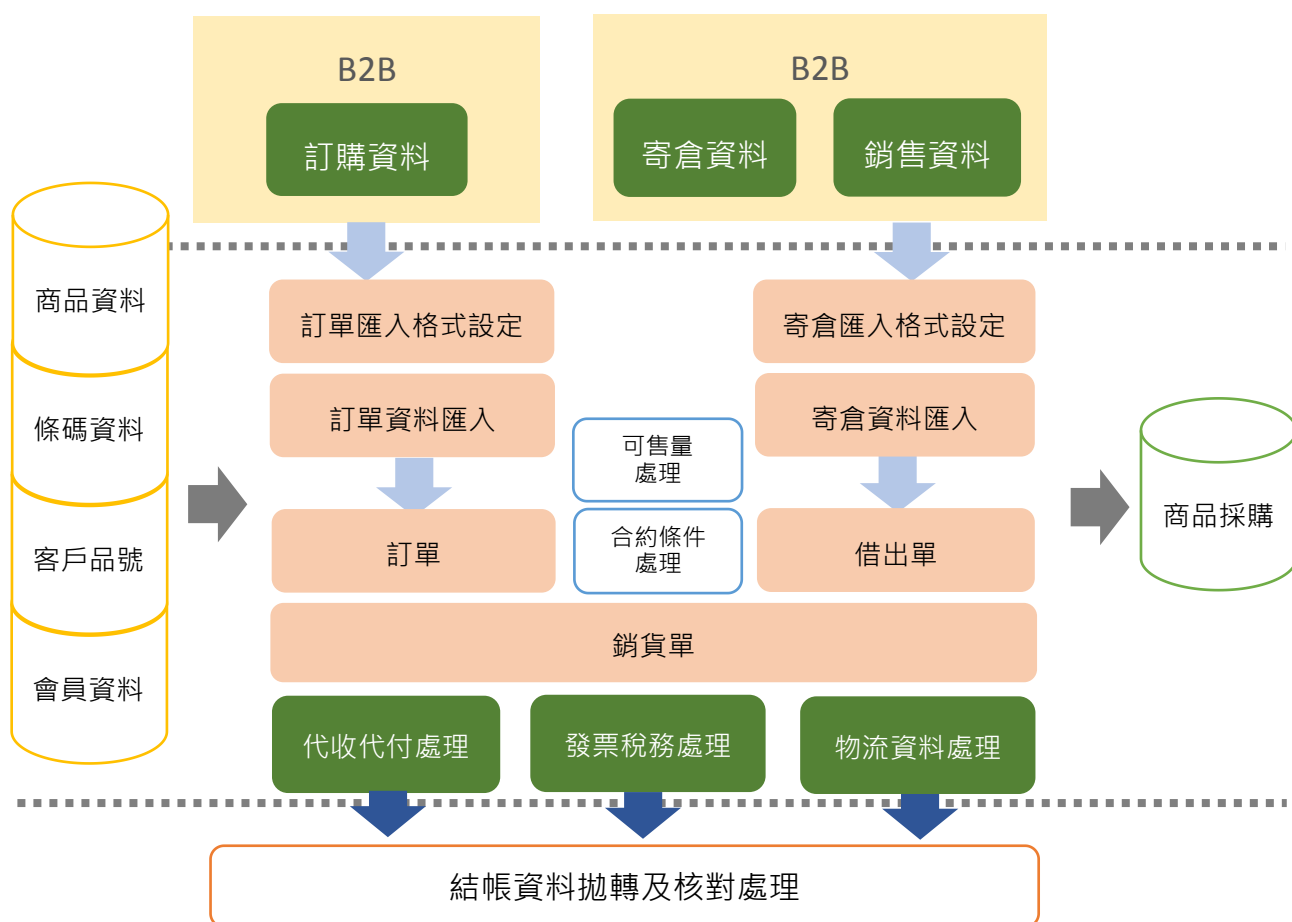 B2B
訂購資料
B2B
寄倉資料
銷售資料
商品資料
條碼資料
客戶品號
會員資料
訂單匯入格式設定
訂單資料匯入
訂單
可售量
處理
合約條件
處理
寄倉匯入格式設定
寄倉資料匯入
借出單
銷貨單
商品採購
代收代付處理
發票稅務處理
物流資料處理
結帳資料拋轉及核對處理